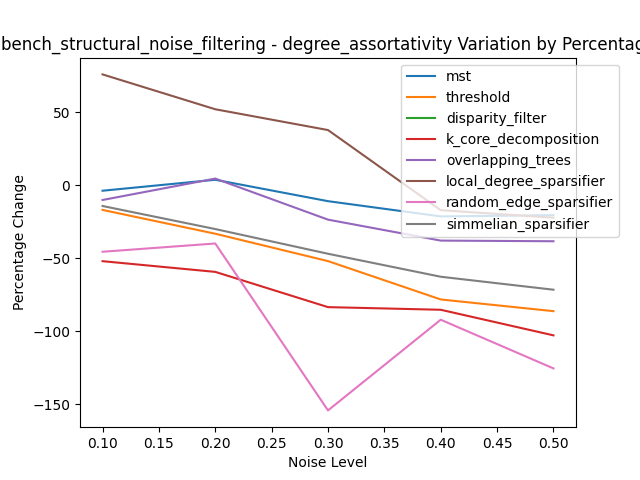 bench_structural_noise_filtering - degree_assortativity Variation by Percentag
mst
threshold
disparity_filter
k_core_decomposition
overlapping_trees
local_degree_sparsifier
random_edge_sparsifier
simmelian_sparsifier
Percentage Change
50
0
−50
−100
−150
0.10 0.15 0.20 0.25 0.30 0.35 0.40 0.45 0.50
Noise Level